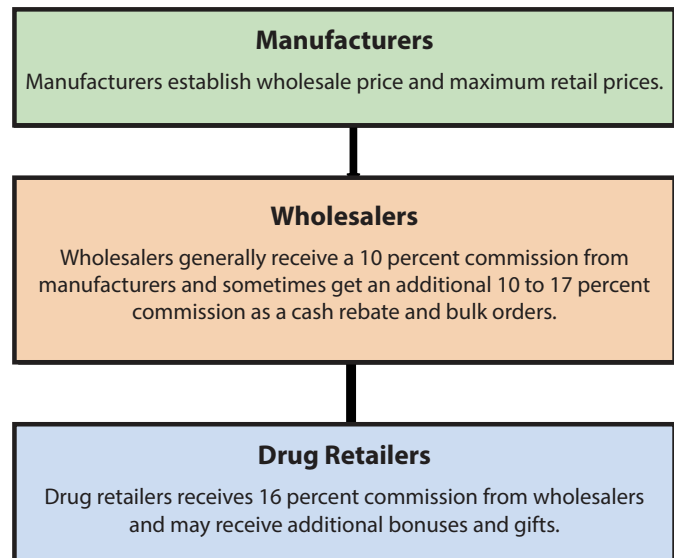 Manufacturers
Manufacturers establish wholesale price and maximum retail prices.
Wholesalers
Wholesalers generally receive a 10 percent commission from
manufacturers and sometimes get an additional 10 to 17 percent
commission as a cash rebate and bulk orders.
Drug Retailers
Drug retailers receives 16 percent commission from wholesalers
and may receive additional bonuses and gifts.